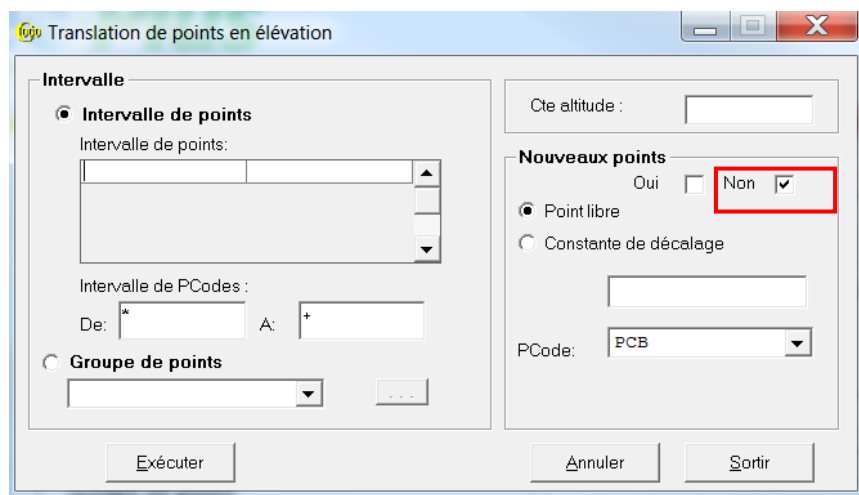 Translation de points en élévation
Intervalle
Intervalle de points
Intervalle de points:
Intervalle de PCodes :
De: * A: +
Groupe de points
...
Exécuter
Cte altitude :
Nouveaux points
Oui Non
Point libre
Constante de décalage
PCode: PCB
Annuler Sortir